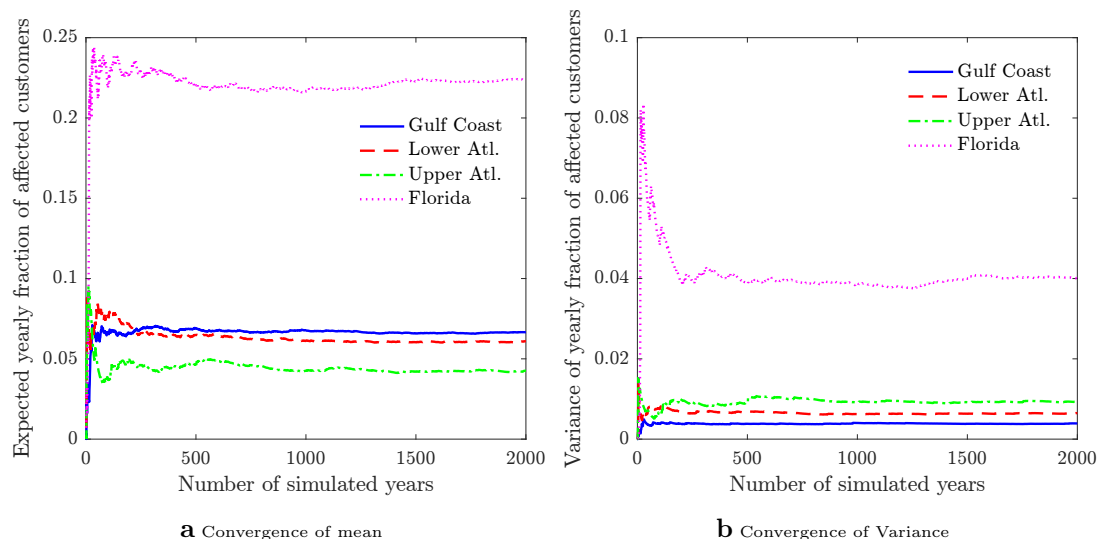 Expected yearly fraction of affected customers
0.25
0.2
0.15
0.1
0.05
0
0 500 1000 1500 2000
Number of simulated years
Gulf Coast
Lower Atl.
Upper Atl.
Florida
a Convergence of mean
Variance of yearly fraction of affected customers
0.1
0.08
0.06
0.04
0.02
0
0 500 1000 1500 2000
Number of simulated years
Gulf Coast
Lower Atl.
Upper Atl.
Florida
b Convergence of Variance